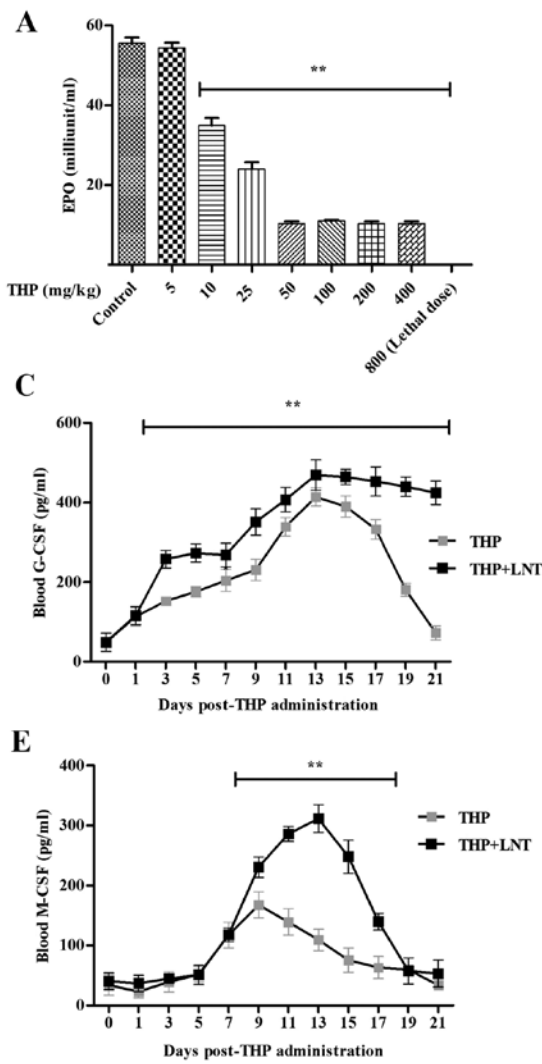 A
60
**
40
EPO (milliunit/ml)
20
THP (mg/kg)
Control
5
10
25
50
100
200
400
800 (Lethal dose)
C
**
600
400
Blood G-CSF (pg/ml)
200
0
THP
THP+LNT
0 1 3 5 7 9 11 13 15 17 19 21
Days post-THP administration
E
400
**
300
Blood M-CSF (pg/ml)
200
100
0
THP
THP+LNT
0 1 3 5 7 9 11 13 15 17 19 21
Days post-THP administration